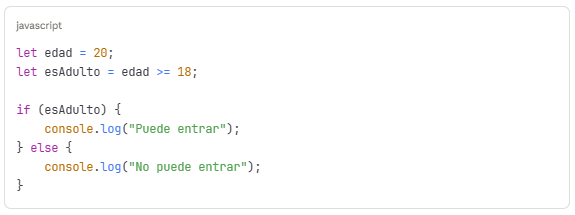 javascript
let edad = 20;
let esAdulto = edad >= 18;
if (esAdulto) {
    console.log("Puede entrar");
} else {
    console.log("No puede entrar");
}